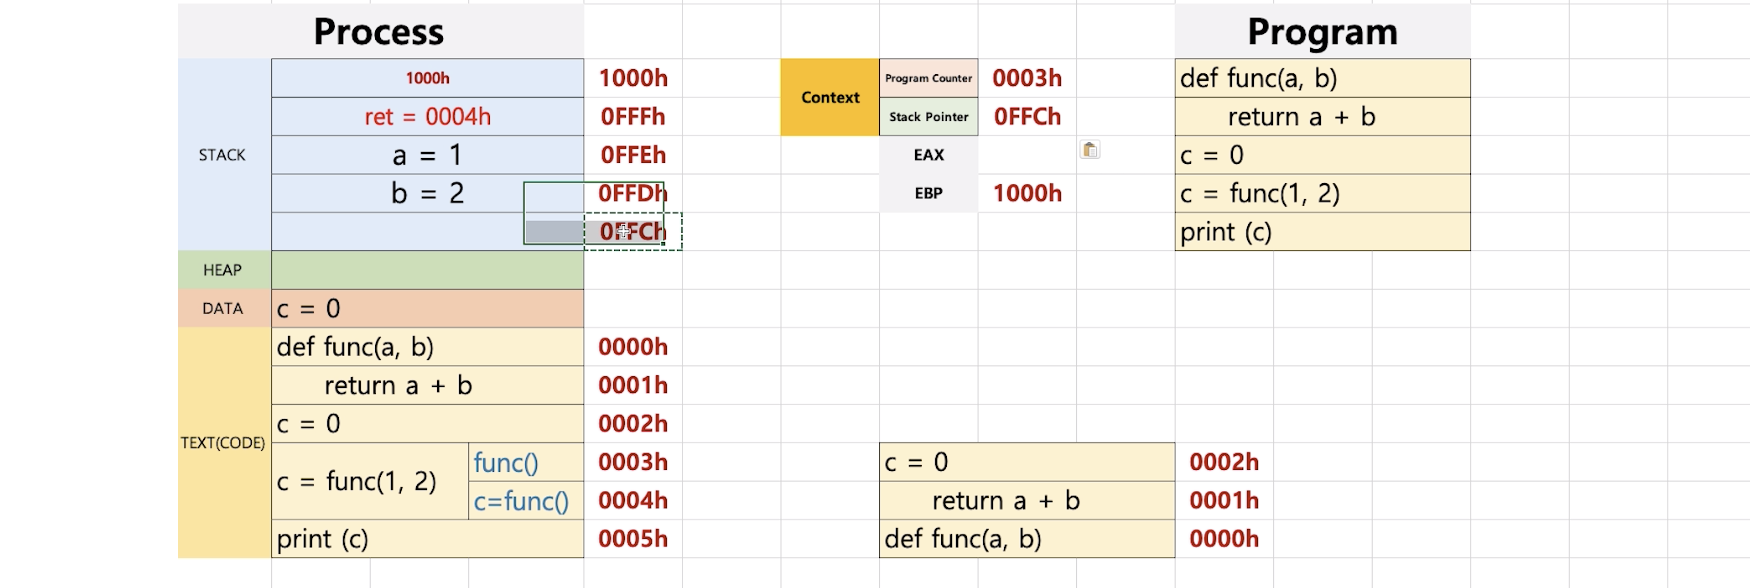 Process
Program
STACK
1000h
1000h
ret = 0004h
0FFFh
a = 1
0FFEh
b = 2
0FFDh
0FFCh
Context
Program Counter
0003h
Stack Pointer
0FFCh
EAX
EBP
1000h
def func(a, b)
return a + b
c = 0
c = func(1, 2)
print (c)
HEAP
DATA
c = 0
TEXT(CODE)
def func(a, b)
0000h
return a + b
0001h
c = 0
0002h
c = func(1, 2)
func()
0003h
c=func()
0004h
print (c)
0005h
c = 0
0002h
return a + b
0001h
def func(a, b)
0000h